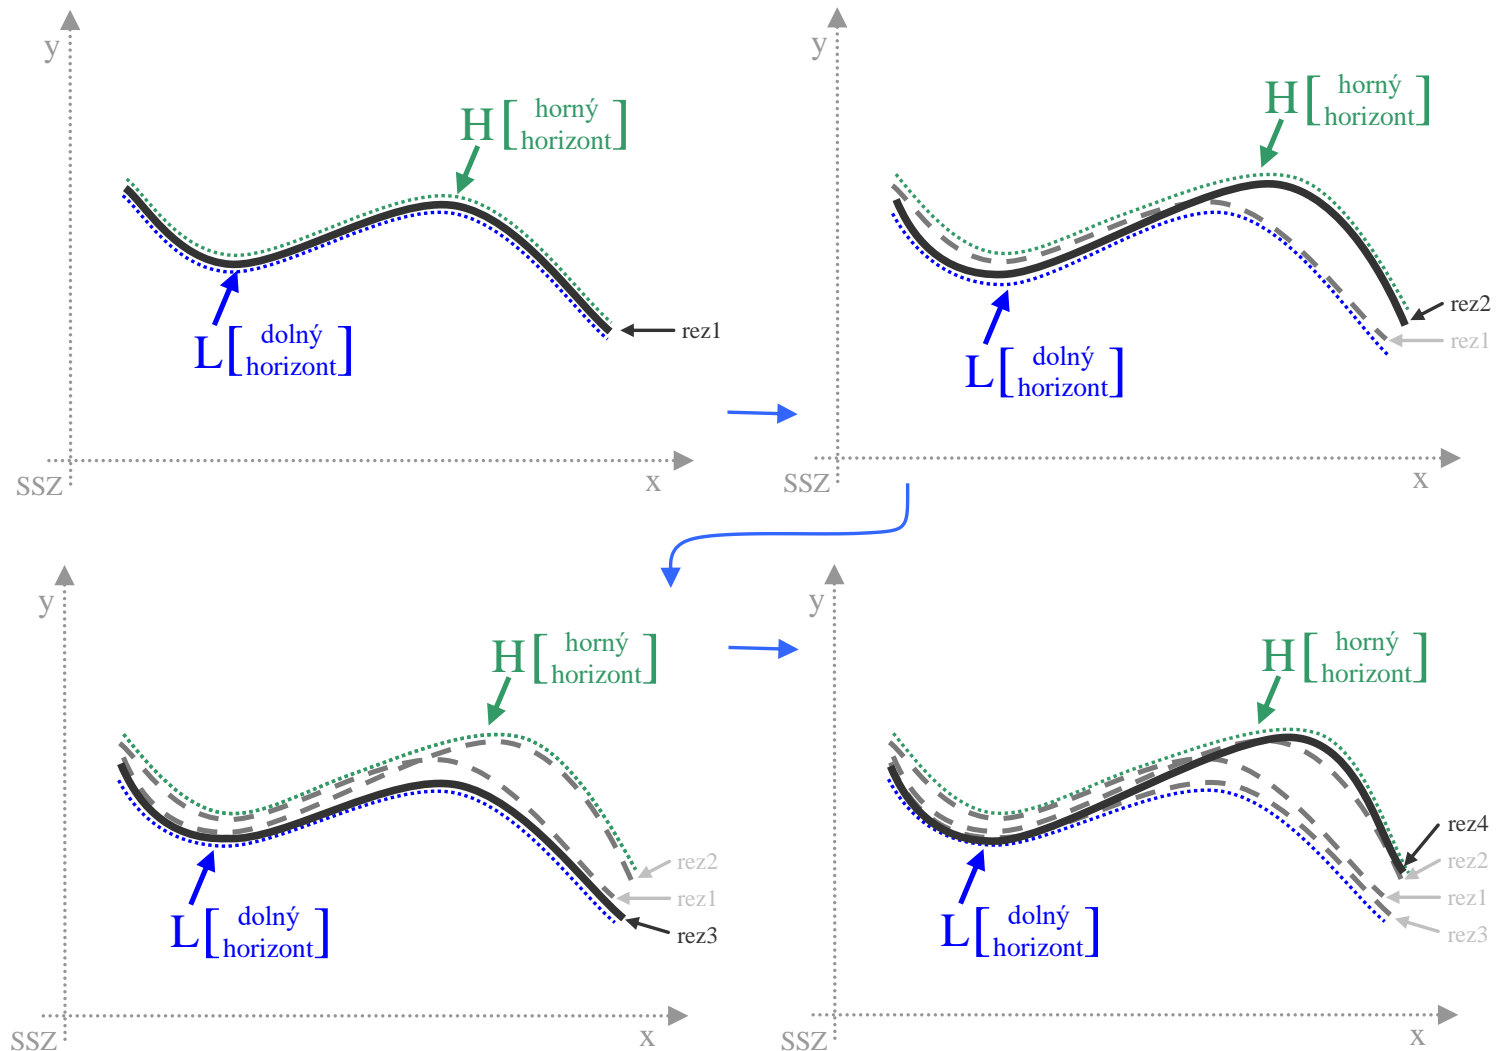 y
H[horný
horizont]
L[dolný
horizont]
rez1
SSZ
x
y
H[horný
horizont]
L[dolný
horizont]
rez2
rez1
SSZ
x
y
H[horný
horizont]
L[dolný
horizont]
rez2
rez1
rez3
SSZ
x
y
H[horný
horizont]
L[dolný
horizont]
rez4
rez2
rez1
rez3
SSZ
x